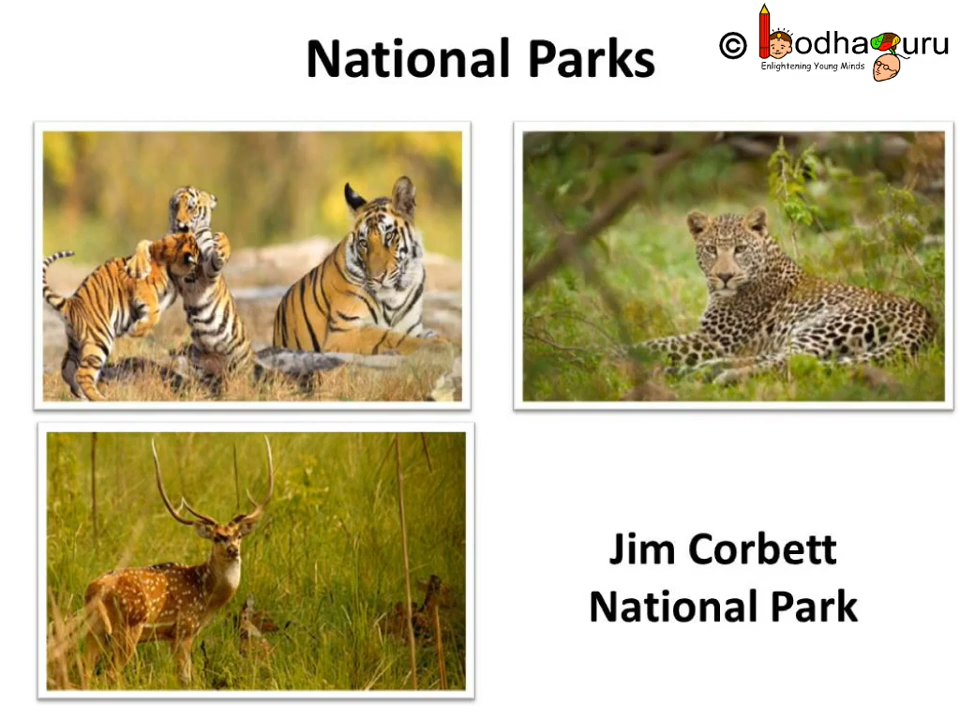 National Parks
© BodhaGuru
Enlightening Young Minds
Jim Corbett
National Park